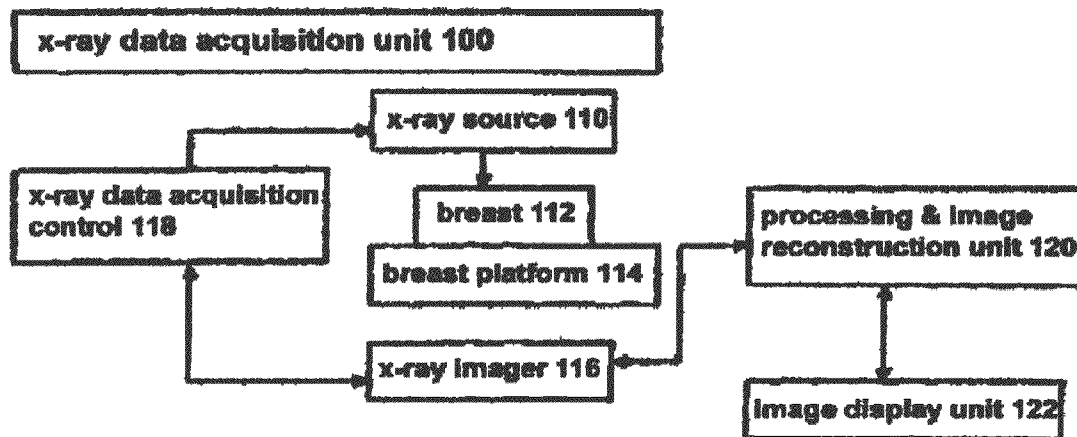 x-ray data acquisition unit 100
x-ray source 110
x-ray data acquisition
control 118
breast 112
breast platform 114
processing & image
reconstruction unit 120
x-ray imager 116
image display unit 122